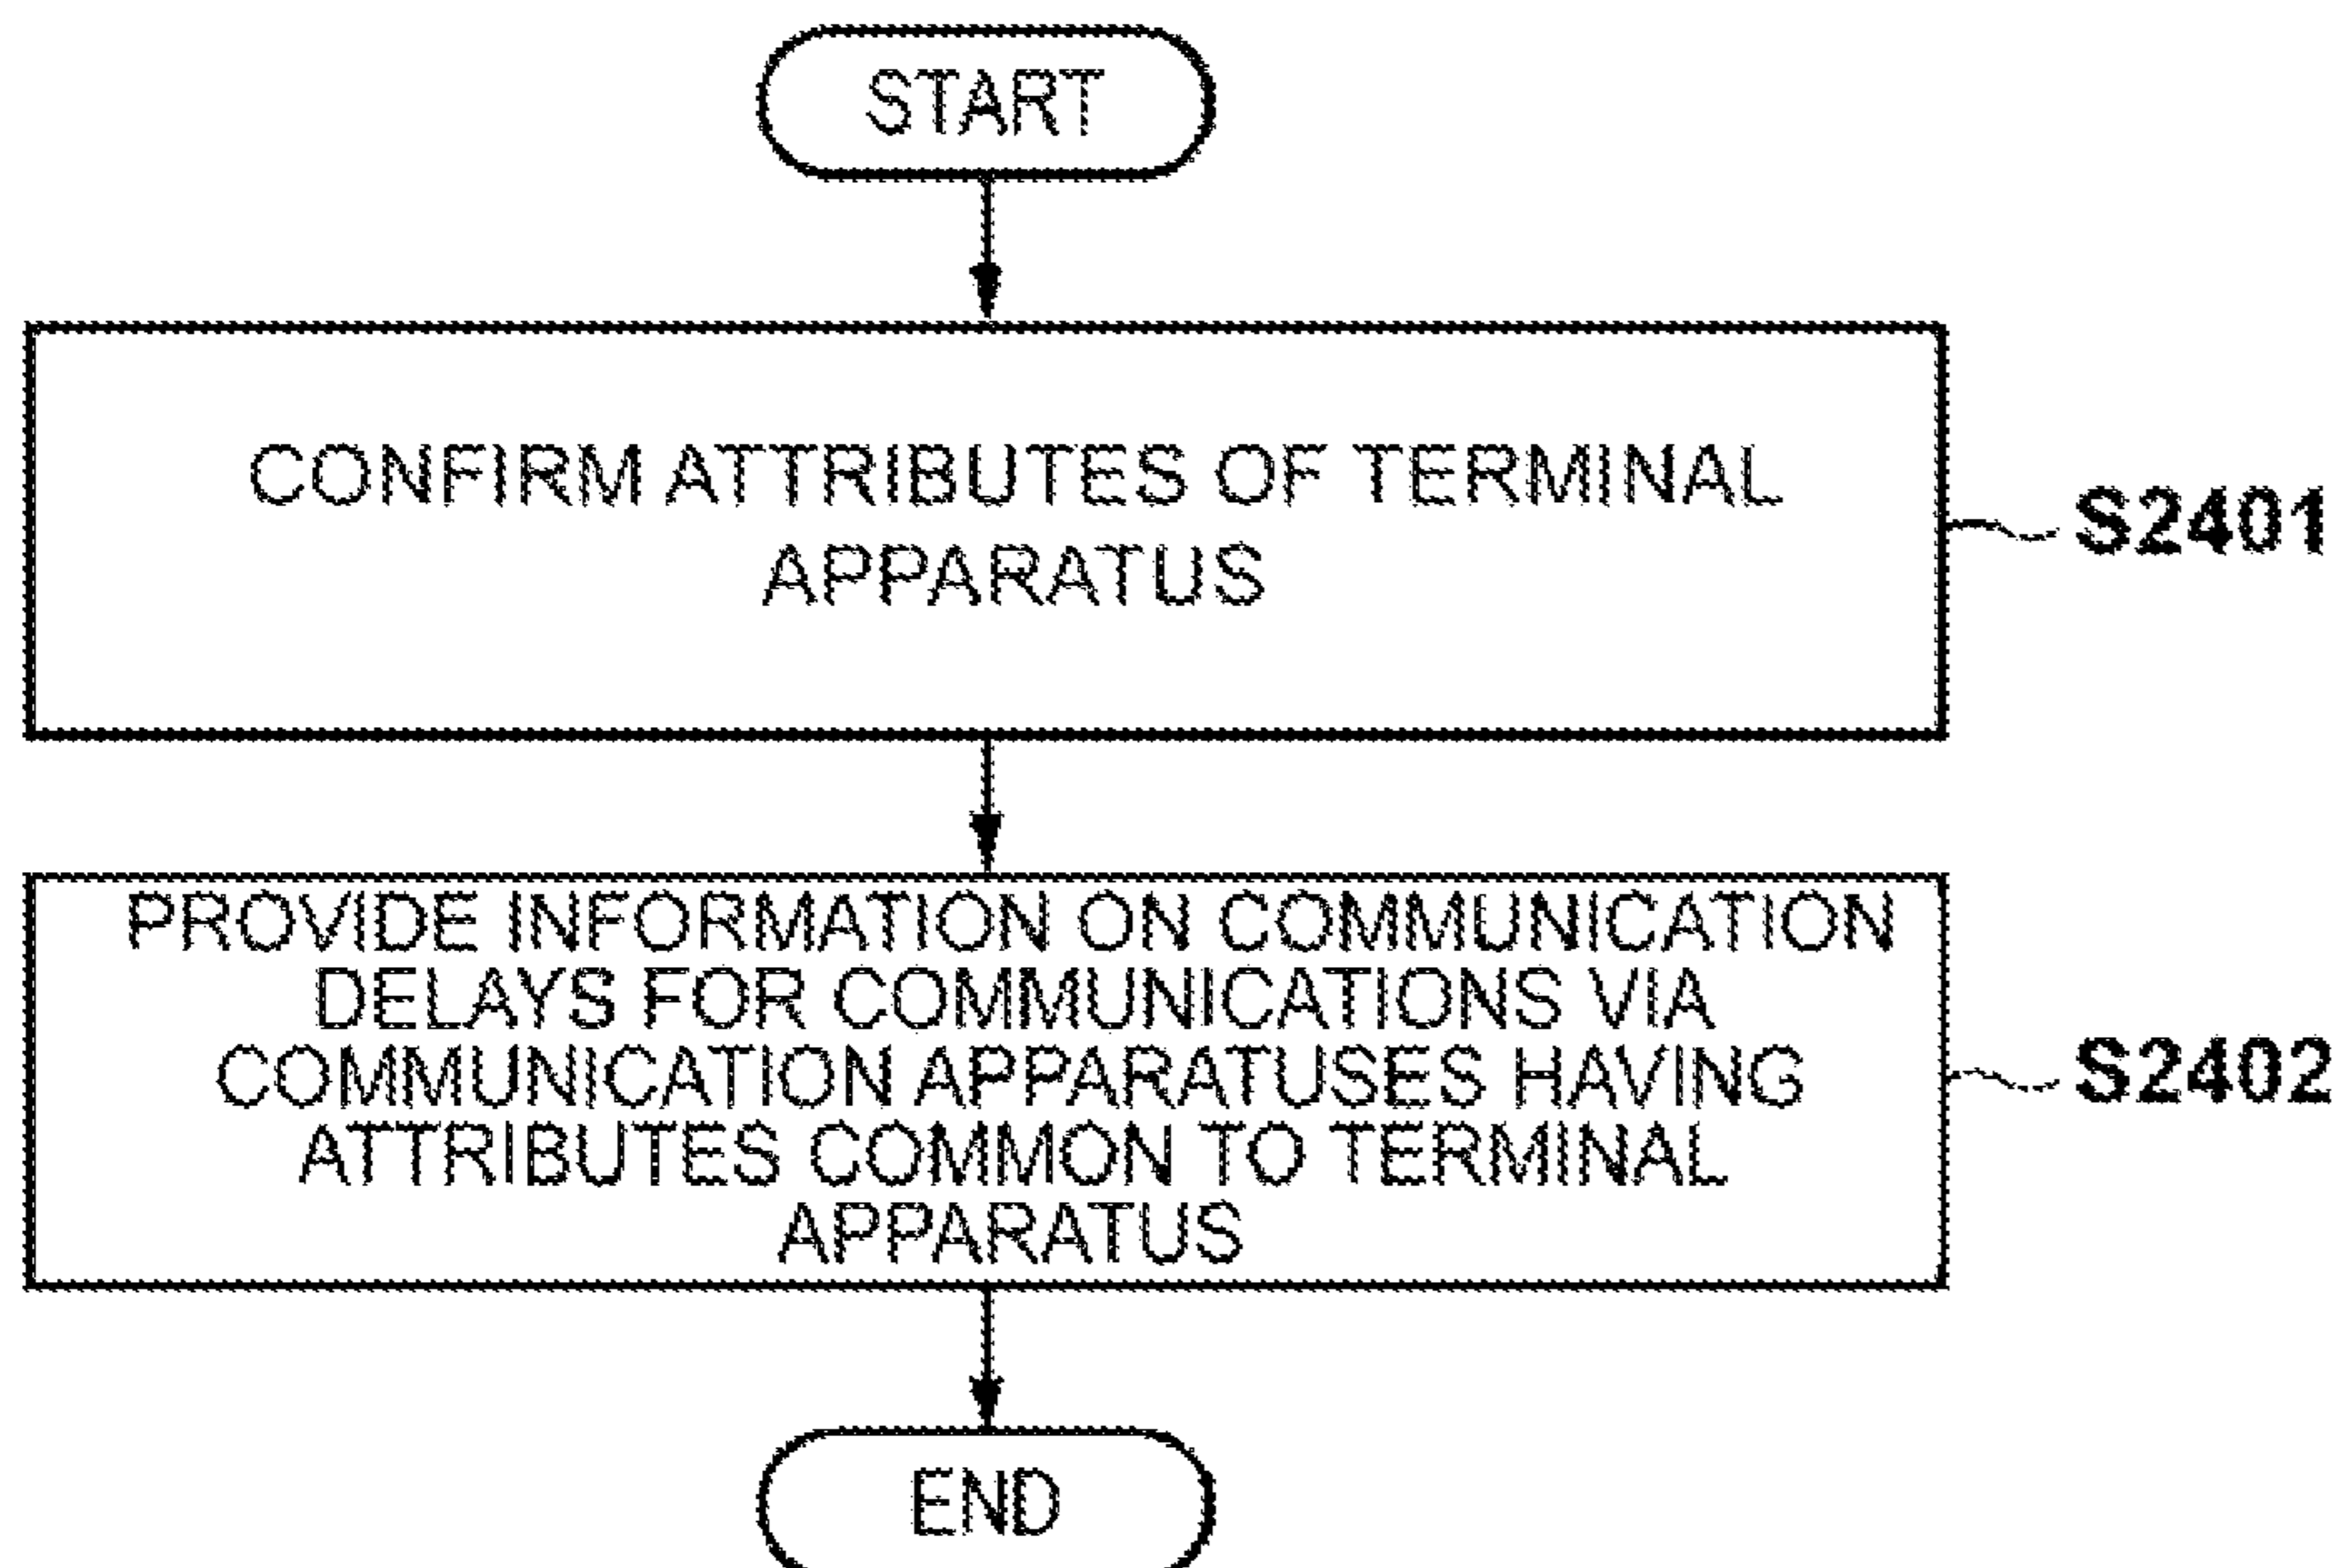 START
CONFIRM ATTRIBUTES OF TERMINAL
APPARATUS
S2401
PROVIDE INFORMATION ON COMMUNICATION
DELAYS FOR COMMUNICATIONS VIA
COMMUNICATION APPARATUSES HAVING
ATTRIBUTES COMMON TO TERMINAL
APPARATUS
S2402
END